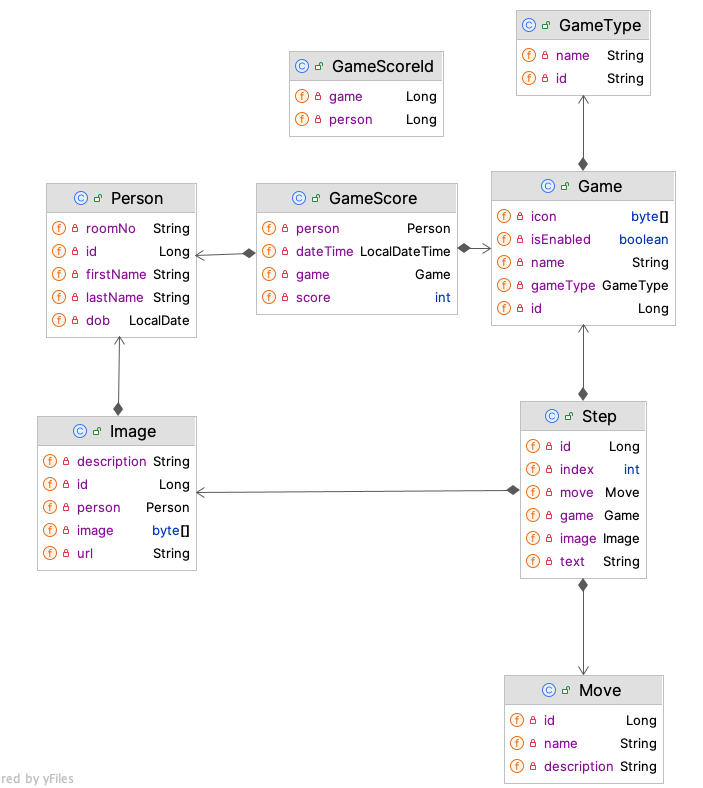 GameType
name String
id String
GameScoreId
game Long
person Long
Person
roomNo String
id Long
firstName String
lastName String
dob LocalDate
GameScore
person Person
dateTime LocalDateTime
game Game
score int
Game
icon byte[]
isEnabled boolean
name String
gameType GameType
id Long
Image
description String
id Long
person Person
image byte[]
url String
Step
id Long
index int
move Move
game Game
image Image
text String
Move
id Long
name String
description String
red by yFiles